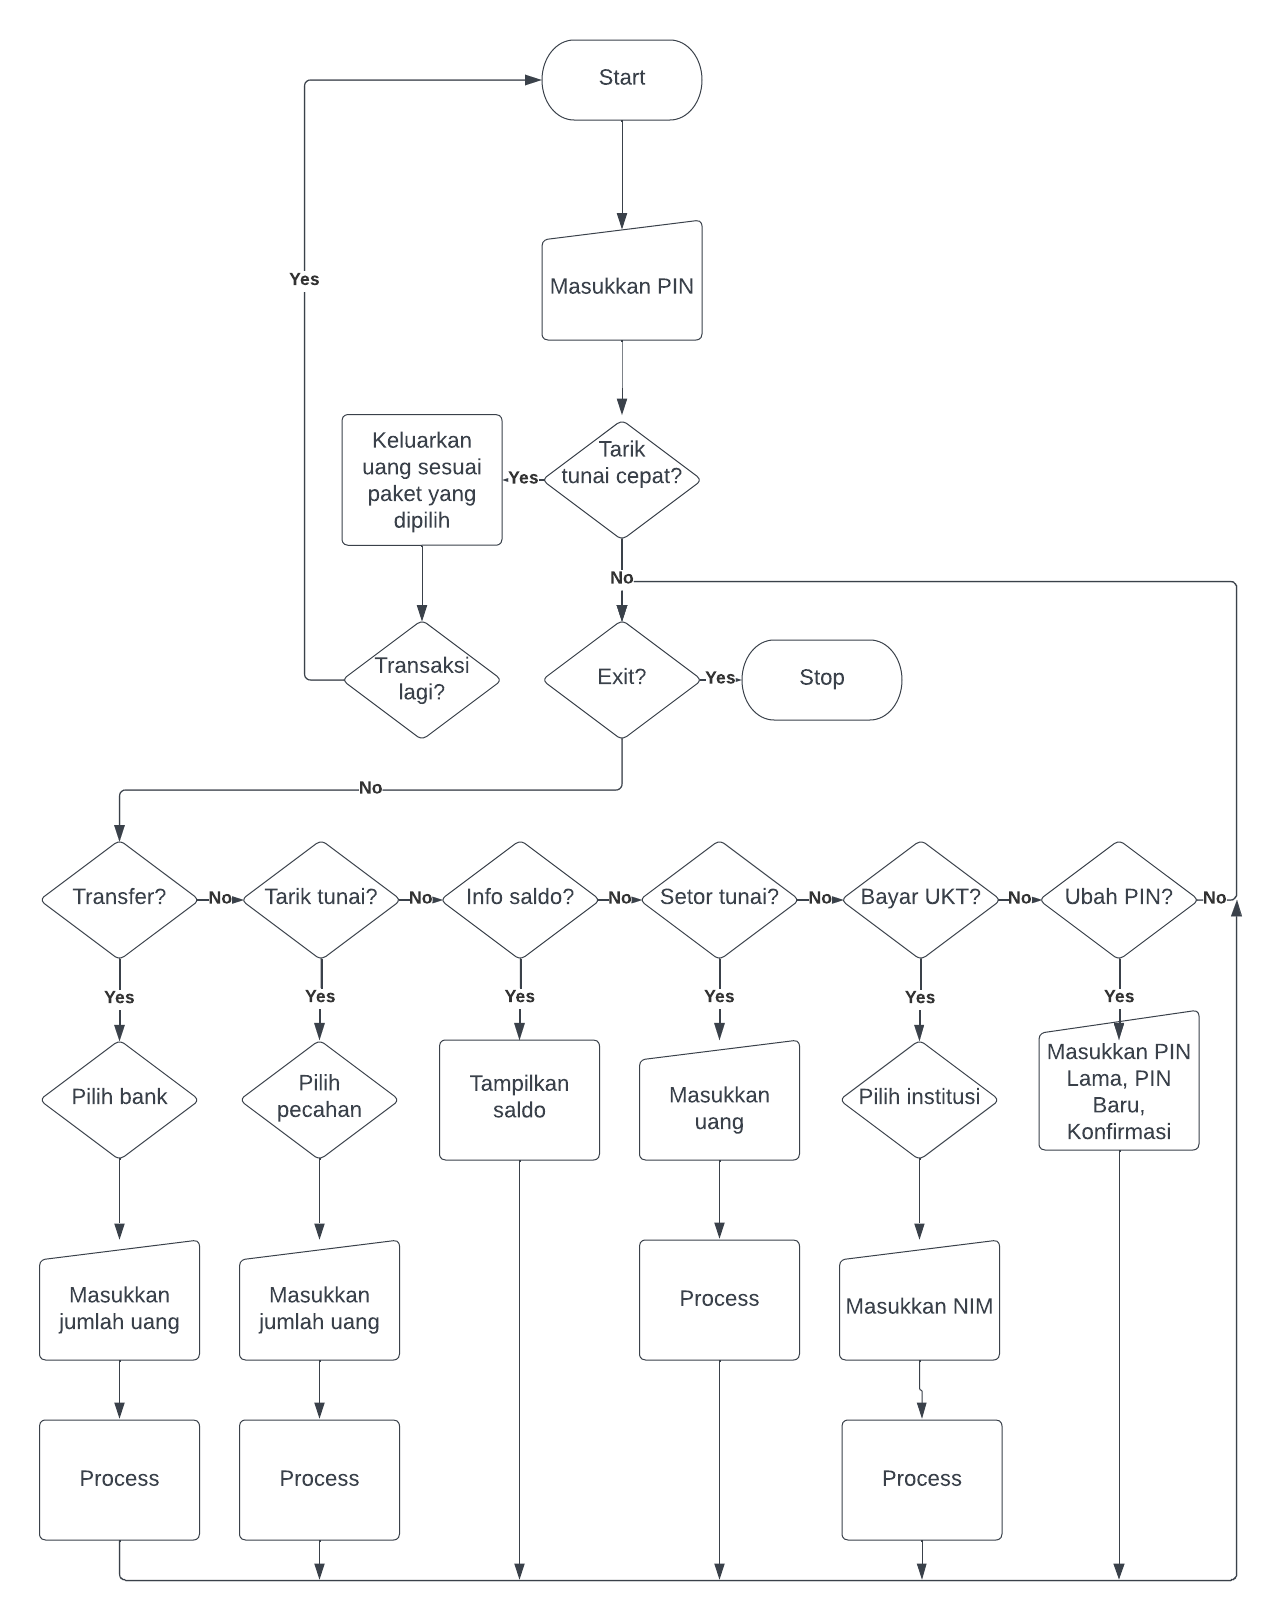 Start
Yes
Masukkan PIN
Keluarkan
uang sesuai
paket yang
dipilih
Yes
Tarik
tunai cepat?
No
Transaksi
lagi?
Exit?
Yes
Stop
No
Transfer?
No
Tarik tunai?
No
Info saldo?
No
Setor tunai?
No
Bayar UKT?
No
Ubah PIN?
No
Yes
Yes
Yes
Yes
Yes
Yes
Pilih bank
Pilih
pecahan
Tampilkan
saldo
Masukkan
uang
Pilih institusi
Masukkan PIN
Lama, PIN
Baru,
Konfirmasi
Masukkan
jumlah uang
Masukkan
jumlah uang
Process
Masukkan NIM
Process
Process
Process